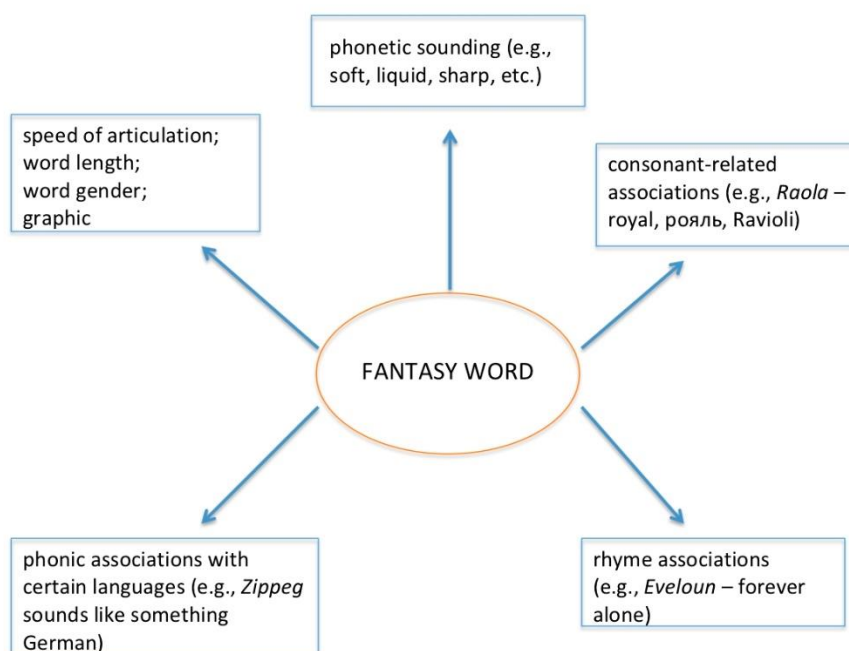 phonetic sounding (e.g.,
soft, liquid, sharp, etc.)
speed of articulation;
word length;
word gender;
graphic
consonant-related
associations (e.g., Raola –
royal, рояль, Ravioli)
FANTASY WORD
phonic associations with
certain languages (e.g., Zippeg
sounds like something
German)
rhyme associations
(e.g., Eveloun – forever
alone)